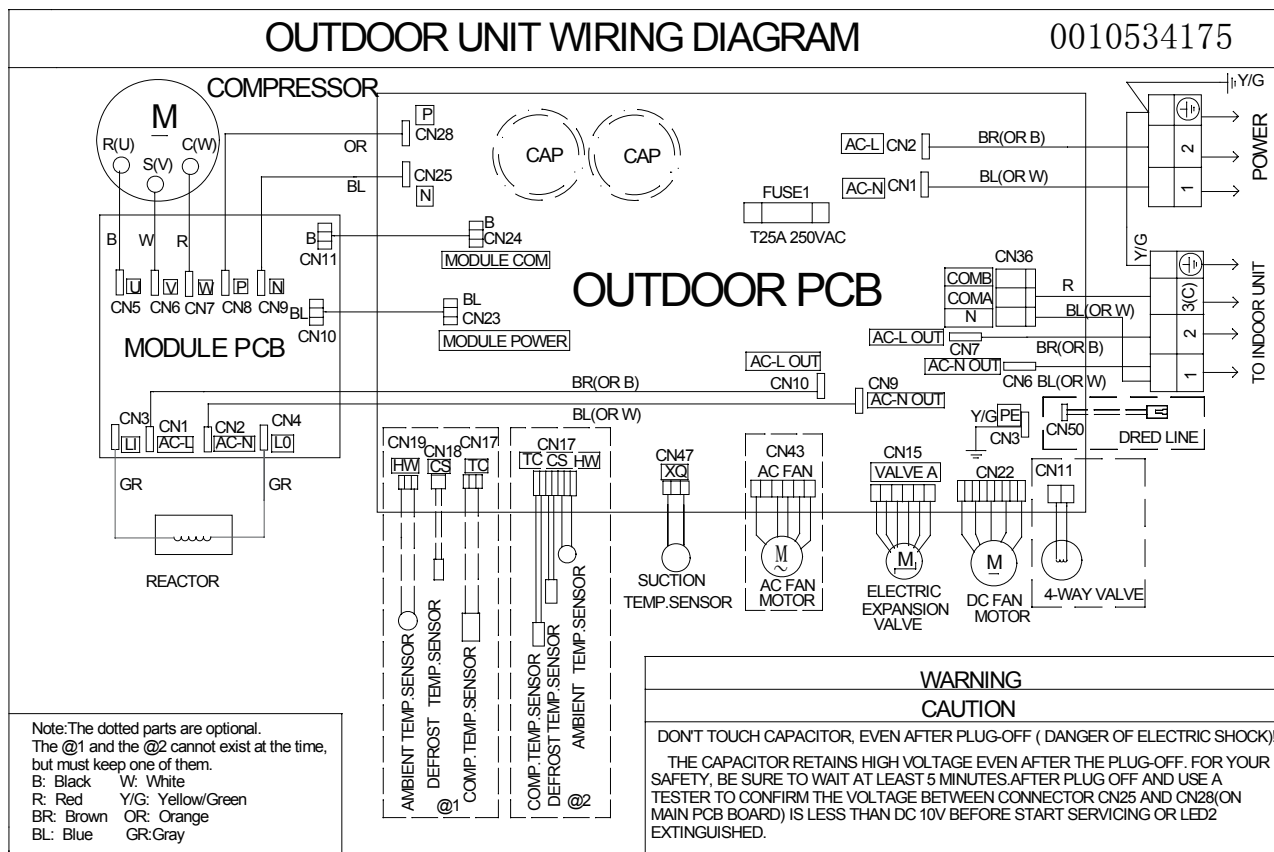 OUTDOOR UNIT WIRING DIAGRAM
0010534175
COMPRESSOR
M
R(U)
C(W)
S(V)
P
CN28
OR
CN25
BL
N
CAP
CAP
AC-L CN2
BR(OR B)
AC-N CN1
BL(OR W)
Y/G
2
1
POWER
FUSE1
T25A 250VAC
B
W
R
B
CN11
B
CN24
MODULE COM
U
V
W
P
N
CN5
CN6
CN7
CN8
CN9
BL
CN10
BL
CN23
MODULE POWER
MODULE PCB
OUTDOOR PCB
CN36
COMB
COMA
N
R
BL(OR W)
Y/G
3(C)
2
1
TO INDOOR UNIT
AC-L OUT
CN7
BR(OR B)
AC-N OUT
CN6
BL(OR W)
AC-L OUT
CN10
BR(OR B)
CN9
AC-N OUT
BL(OR W)
CN3
LI
CN1
AC-L
CN2
AC-N
CN4
L0
GR
GR
REACTOR
Y/G
PE
CN3
CN50
DRED LINE
CN19
HW
CN18
CS
CN17
TC
AMBIENT TEMP.SENSOR
DEFROST TEMP.SENSOR
COMP.TEMP.SENSOR
@1
CN17
TC CS HW
COMP.TEMP.SENSOR
DEFROST TEMP.SENSOR
AMBIENT TEMP.SENSOR
@2
CN47
XQ
SUCTION
TEMP.SENSOR
CN43
AC FAN
M
~
AC FAN
MOTOR
CN15
VALVE A
M
ELECTRIC
EXPANSION
VALVE
CN22
M
DC FAN
MOTOR
CN11
4-WAY VALVE
Note:The dotted parts are optional.
The @1 and the @2 cannot exist at the time,
but must keep one of them.
B: Black W: White
R: Red Y/G: Yellow/Green
BR: Brown OR: Orange
BL: Blue GR:Gray
WARNING
CAUTION
DON'T TOUCH CAPACITOR, EVEN AFTER PLUG-OFF ( DANGER OF ELECTRIC SHOCK)!
THE CAPACITOR RETAINS HIGH VOLTAGE EVEN AFTER THE PLUG-OFF. FOR YOUR
SAFETY, BE SURE TO WAIT AT LEAST 5 MINUTES.AFTER PLUG OFF AND USE A
TESTER TO CONFIRM THE VOLTAGE BETWEEN CONNECTOR CN25 AND CN28(ON
MAIN PCB BOARD) IS LESS THAN DC 10V BEFORE START SERVICING OR LED2
EXTINGUISHED.